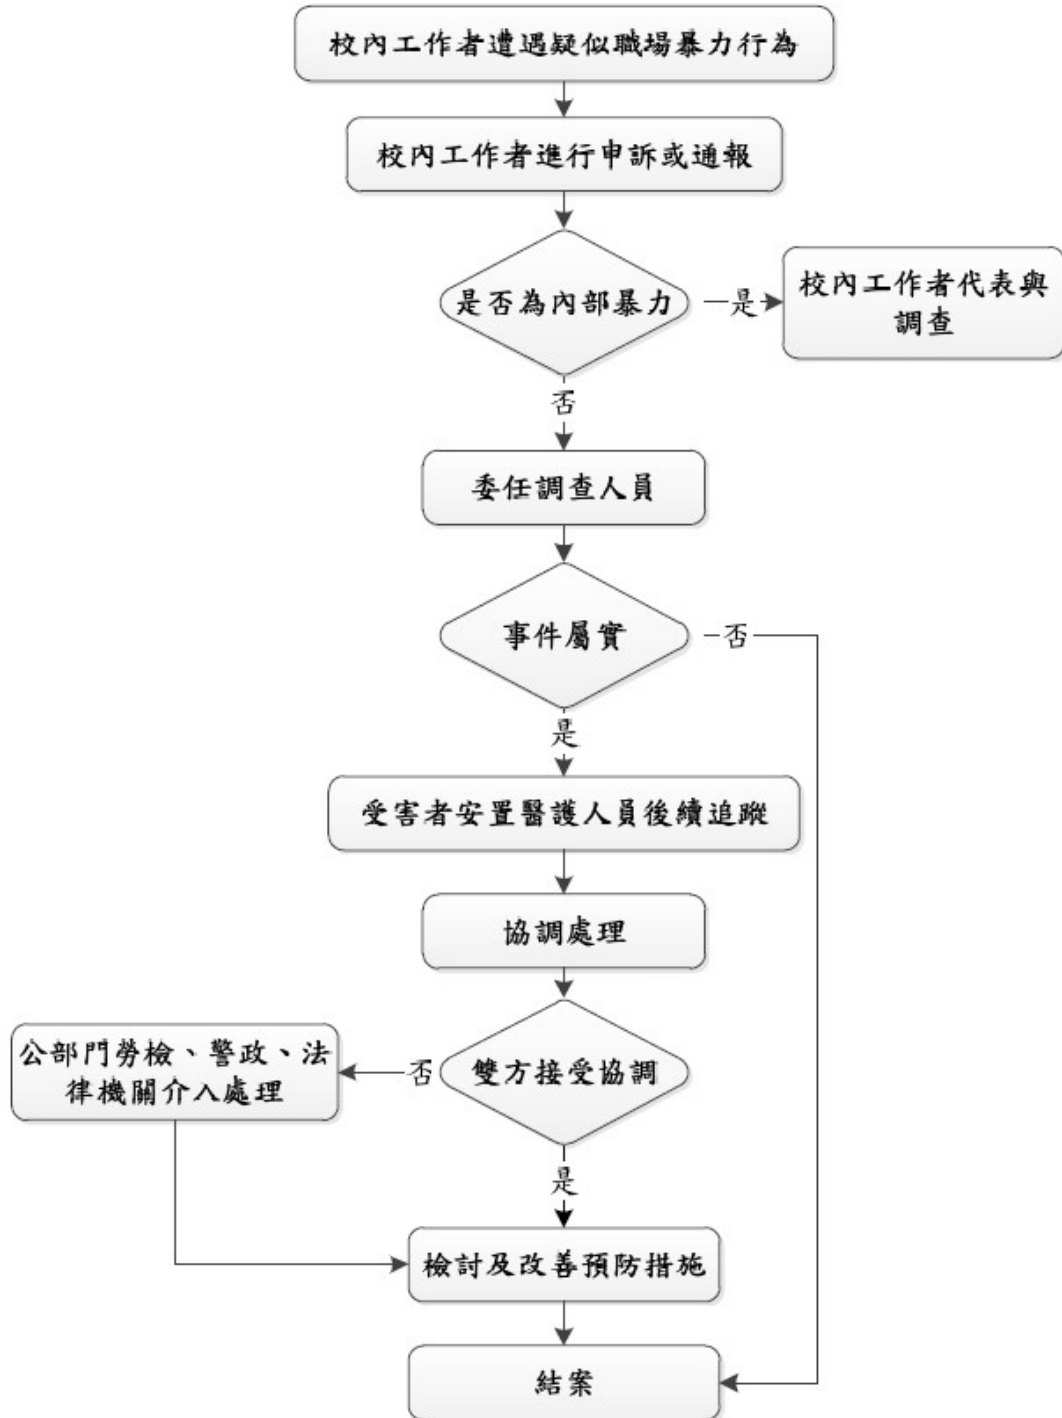 校內工作者遭遇疑似職場暴力行為
校內工作者進行申訴或通報
是否為內部暴力
是
校內工作者代表與
調查
否
委任調查人員
事件屬實
否
是
受害者安置醫護人員後續追蹤
協調處理
雙方接受協調
否
公部門勞檢、警政、法
律機關介入處理
是
檢討及改善預防措施
結案